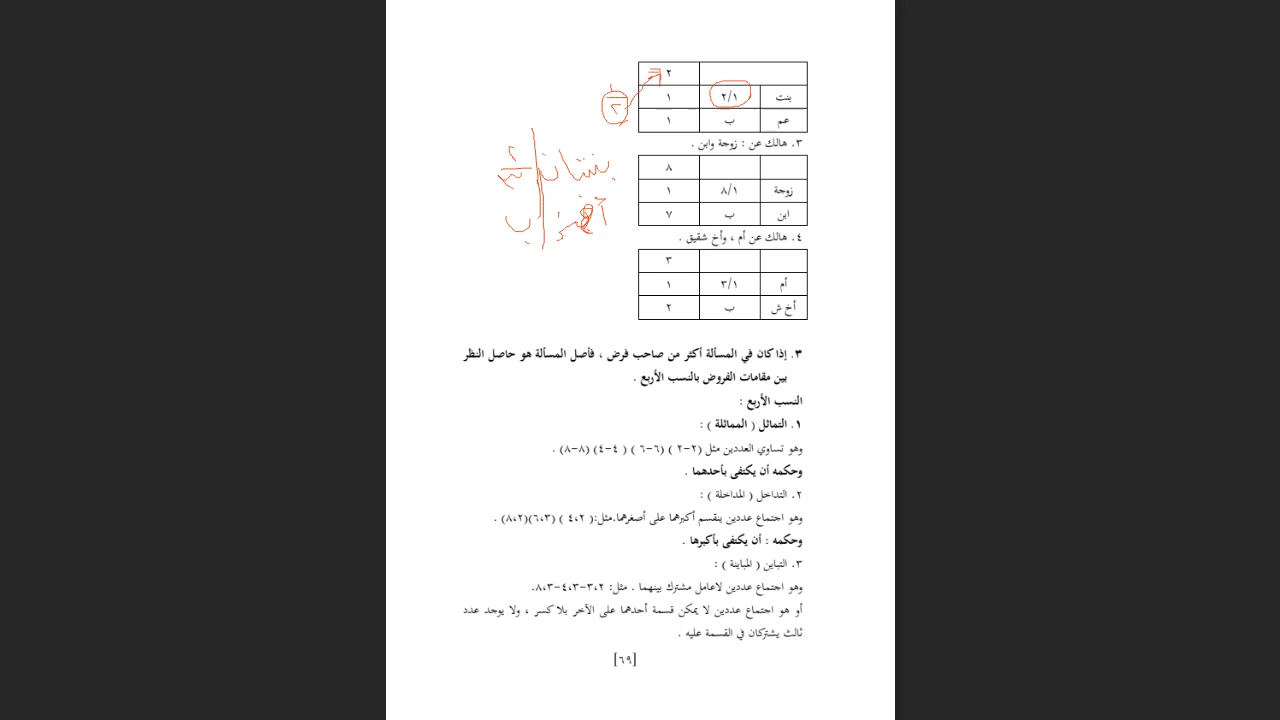 ٢
بنت ٢/١ ١
عم ب ١
٣. هالك عن : زوجة وابن .
٨
زوجة ٨/١ ١
ابن ب ٧
٤. هالك عن أم ، وأخ شقيق .
٣
أم ٣/١ ١
أخ ش ب ٢
١
٢
بنتان ٢
٣
ب
٣. إذا كان في المسألة أكثر من صاحب فرض ، فأصل المسألة هو حاصل النظر
بين مقامات الفروض بالنسب الأربع .
النسب الأربع :
١. التماثل ( المماثلة ) :
وهو تساوي العددين مثل (٢-٢ ) (٦-٦ ) ( ٤-٤) (٨-٨) .
وحكمه أن يكتفى بأحدهما .
٢. التداخل ( المداخلة ) :
وهو اجتماع عددين ينقسم أكبرهما على أصغرهما.مثل:( ٤،٢ ) (٦،٣)(٨،٢) .
وحكمه : أن يكتفى بأكبرها .
٣. التباين ( المباينة ) :
وهو اجتماع عددين لاعامل مشترك بينهما . مثل: ٣،٢-٤،٣-٨،٣.
أو هو اجتماع عددين لا يمكن قسمة أحدهما على الآخر بلا كسر ، ولا يوجد عدد
ثالث يشتركان في القسمة عليه .
[٦٩]